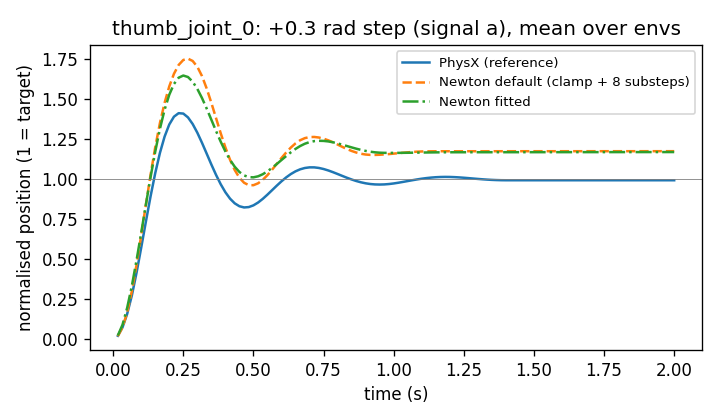 thumb_joint_0: +0.3 rad step (signal a), mean over envs
PhysX (reference)
Newton default (clamp + 8 substeps)
Newton fitted
normalised position (1 = target)
1.75
1.50
1.25
1.00
0.75
0.50
0.25
0.00
0.00 0.25 0.50 0.75 1.00 1.25 1.50 1.75 2.00
time (s)